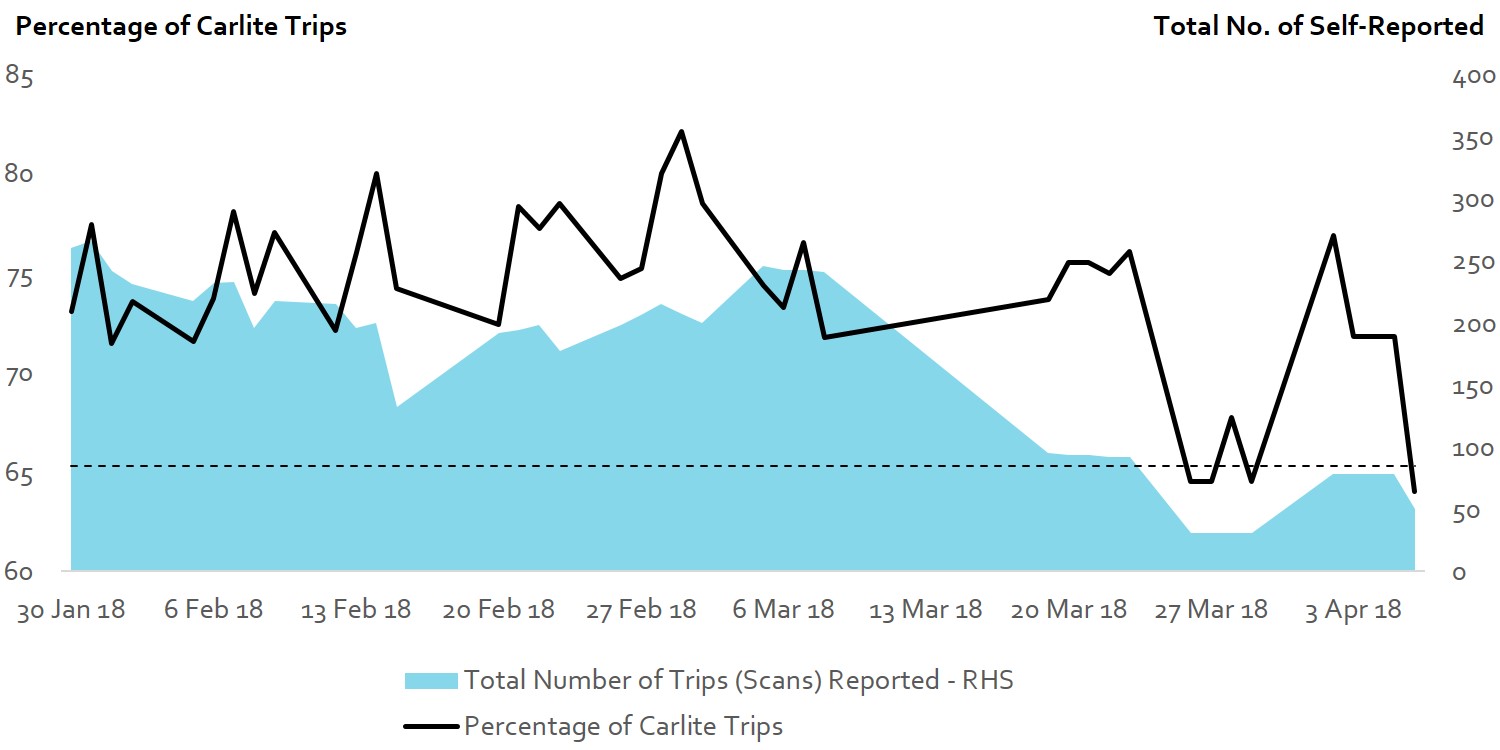 Percentage of Carlite Trips
Total No. of Self-Reported
85
80
75
70
65
60
400
350
300
250
200
150
100
50
0
30 Jan 18
6 Feb 18
13 Feb 18
20 Feb 18
27 Feb 18
6 Mar 18
13 Mar 18
20 Mar 18
27 Mar 18
3 Apr 18
Total Number of Trips (Scans) Reported - RHS
Percentage of Carlite Trips